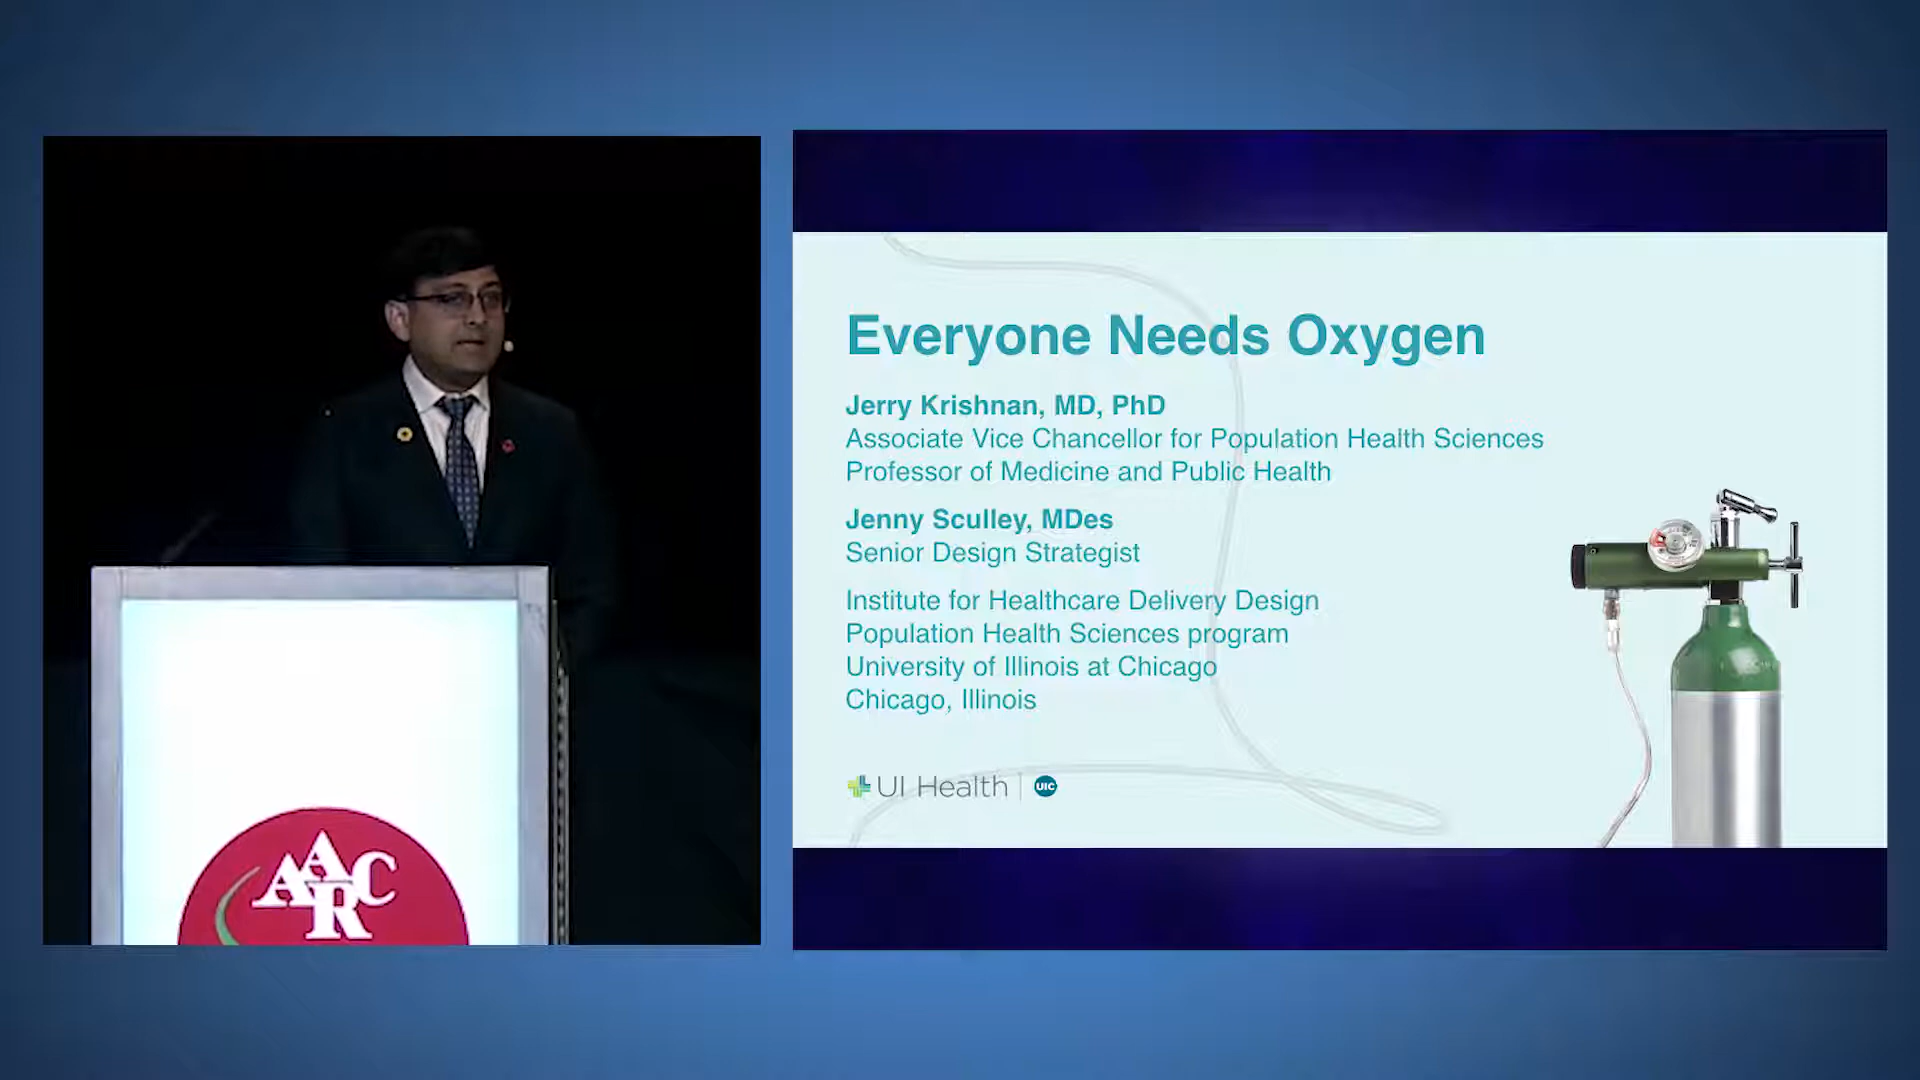 Everyone Needs Oxygen
Jerry Krishnan, MD, PhD
Associate Vice Chancellor for Population Health Sciences
Professor of Medicine and Public Health
Jenny Sculley, MDes
Senior Design Strategist
Institute for Healthcare Delivery Design
Population Health Sciences program
University of Illinois at Chicago
Chicago, Illinois
UI Health | UIC
AARC